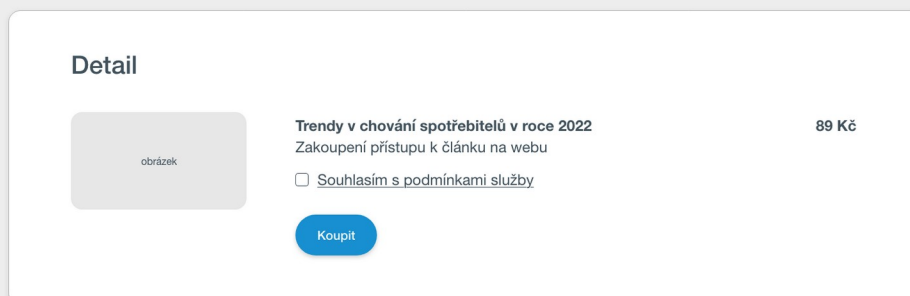 Detail
obrázek
Trendy v chování spotřebitelů v roce 2022
89 Kč
Zakoupení přístupu k článku na webu
Souhlasím s podmínkami služby
Koupit